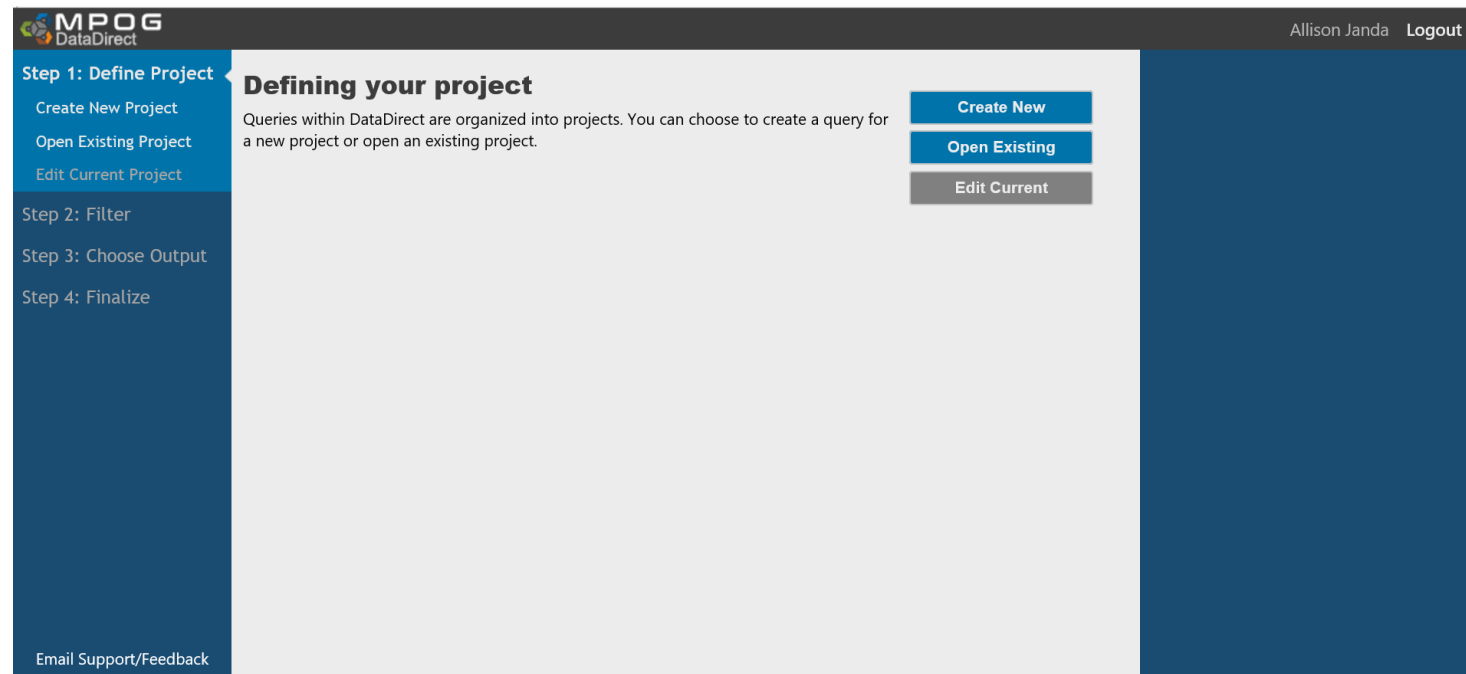 MPOG
DataDirect
Allison Janda Logout
Step 1: Define Project
Create New Project
Open Existing Project
Edit Current Project
Step 2: Filter
Step 3: Choose Output
Step 4: Finalize
Email Support/Feedback
Defining your project
Queries within DataDirect are organized into projects. You can choose to create a query for
a new project or open an existing project.
Create New
Open Existing
Edit Current